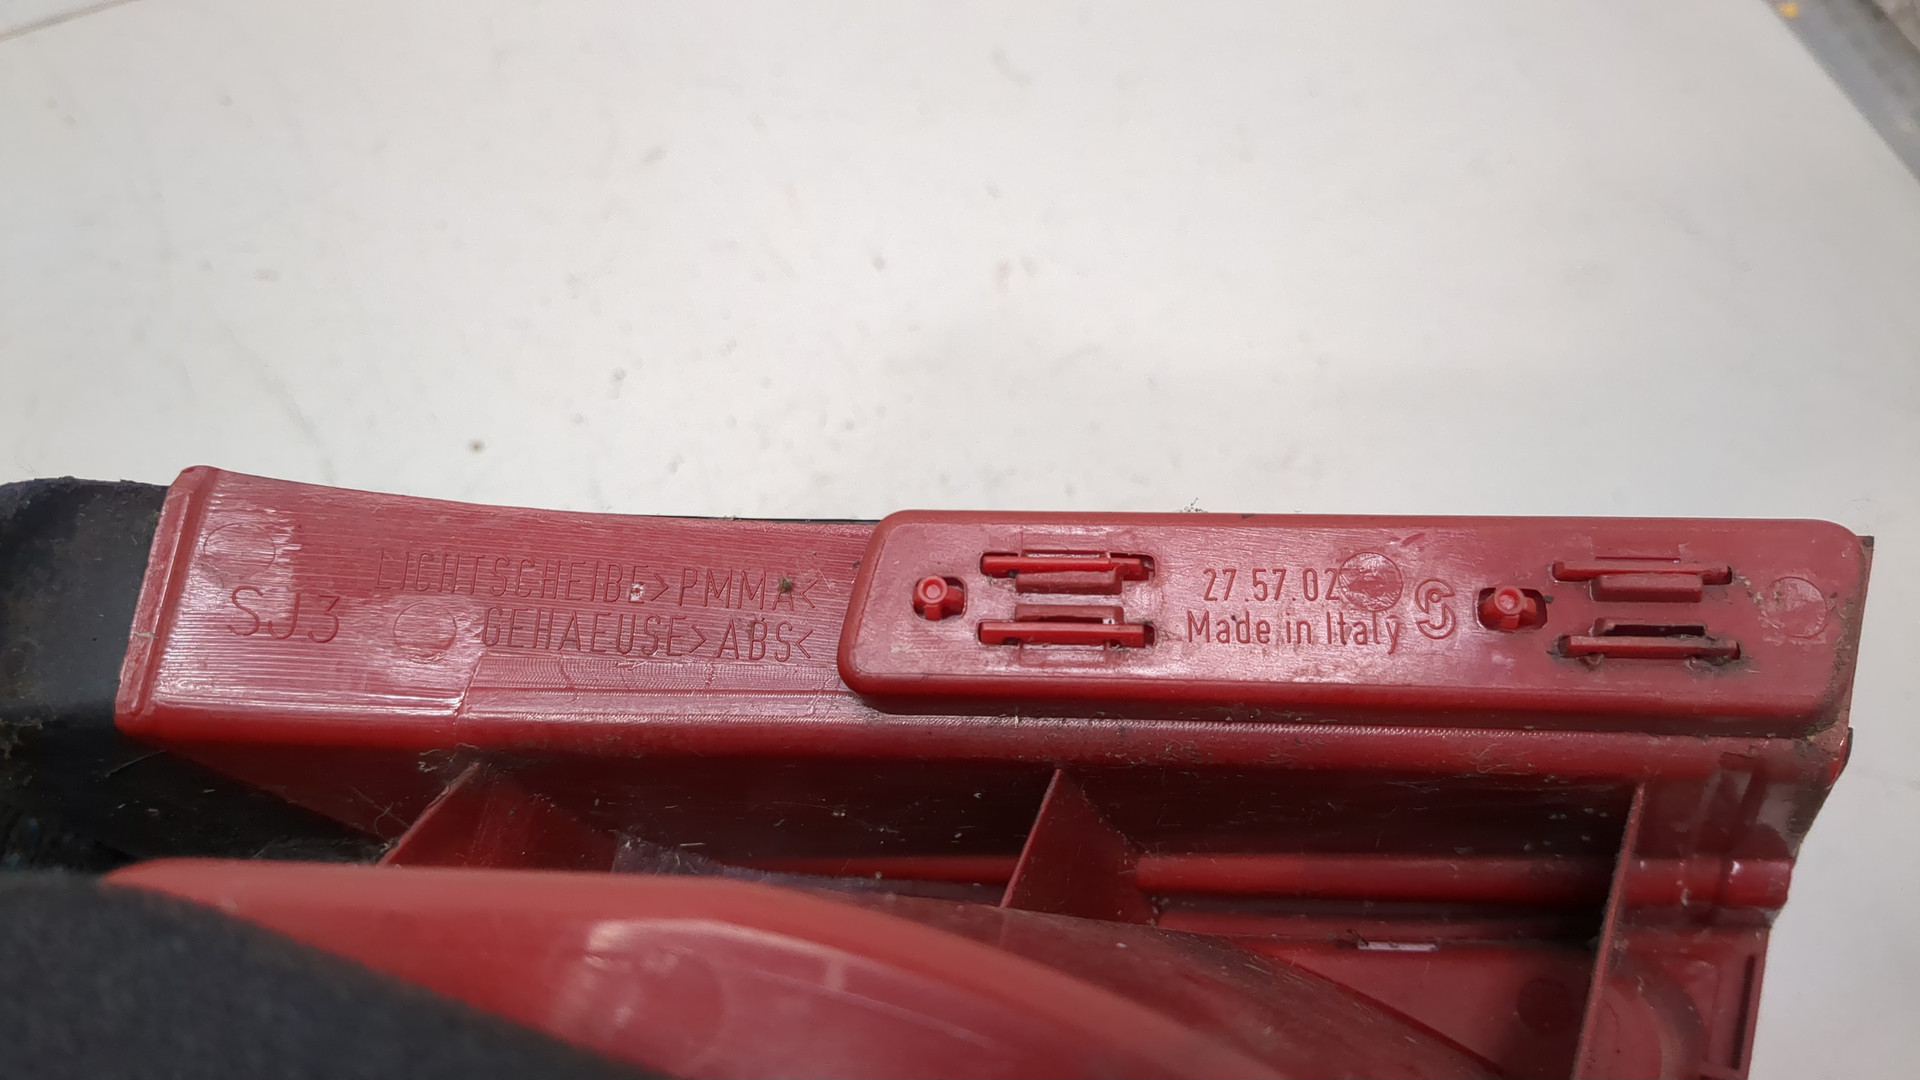 SJ3
LICHTSCHEIBE>PMMA<
GEHAEUSE>ABS<
27.57.02
Made in Italy